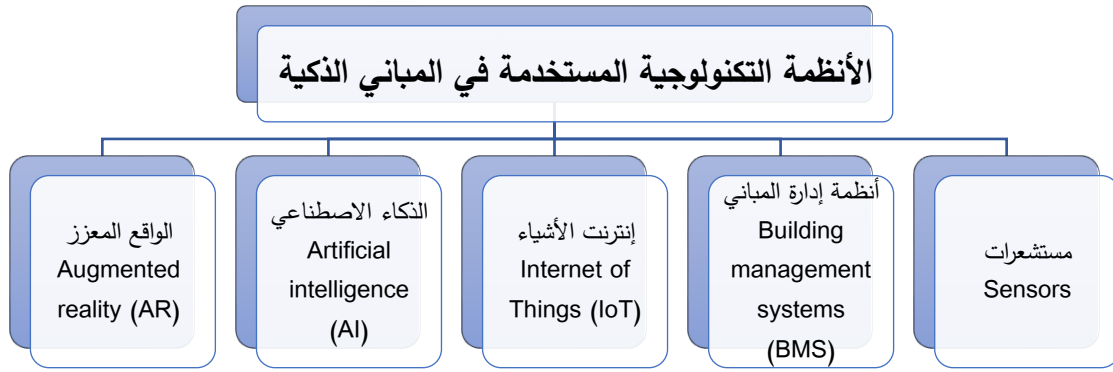 الأنظمة التكنولوجية المستخدمة في المباني الذكية
مستشعرات
Sensors
أنظمة إدارة المباني
Building
management
systems
(BMS)
إنترنت الأشياء
Internet of
Things (IoT)
الذكاء الاصطناعي
Artificial
intelligence
(AI)
الواقع المعزز
Augmented
reality (AR)